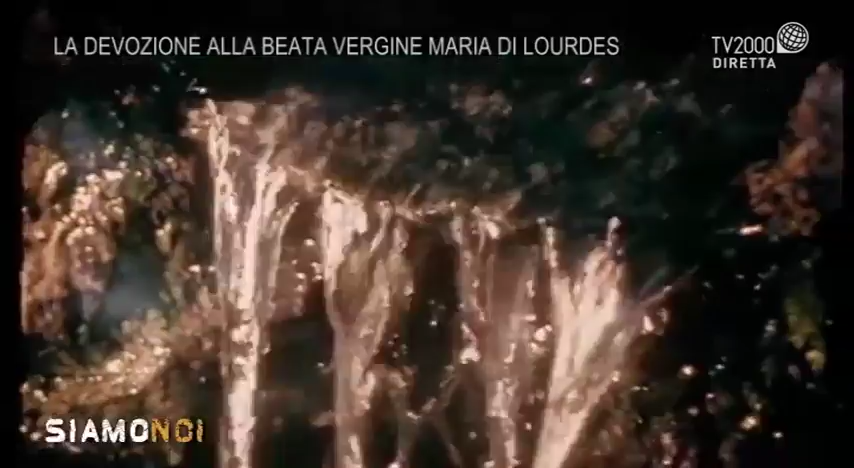 LA DEVOZIONE ALLA BEATA VERGINE MARIA DI LOURDES
TV2000
DIRETTA
SIAMONOI